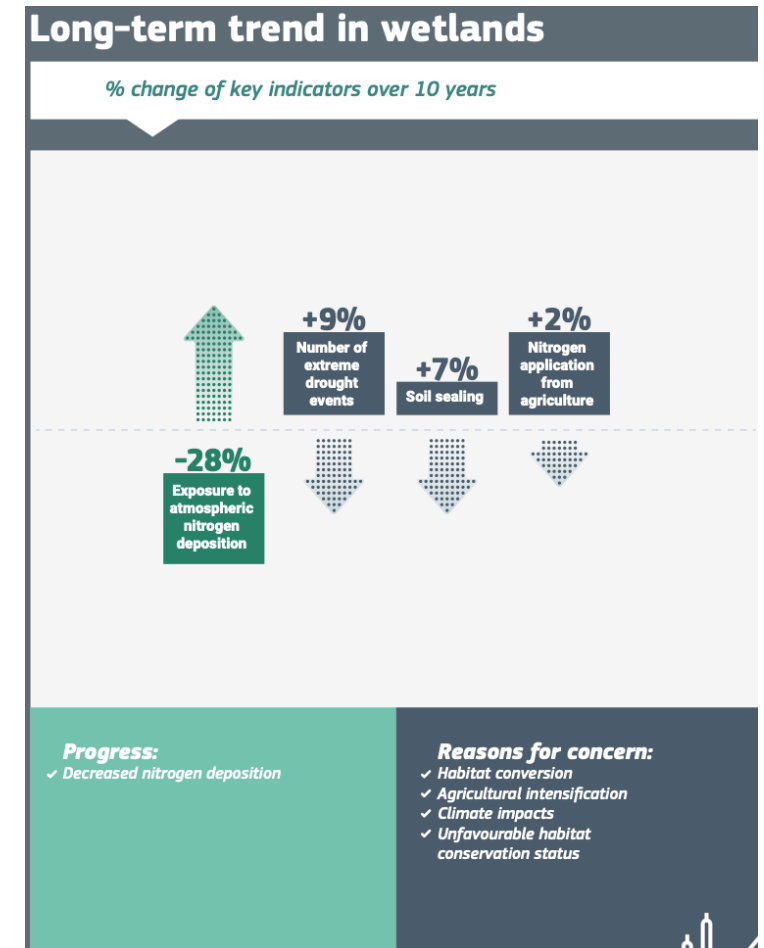 Long-term trend in wetlands
% change of key indicators over 10 years
-28%
Exposure to
atmospheric
nitrogen
deposition
+9%
Number of
extreme
drought
events
+7%
Soil sealing
+2%
Nitrogen
application
from
agriculture
Progress:
✓ Decreased nitrogen deposition
Reasons for concern:
✓ Habitat conversion
✓ Agricultural intensification
✓ Climate impacts
✓ Unfavourable habitat
conservation status